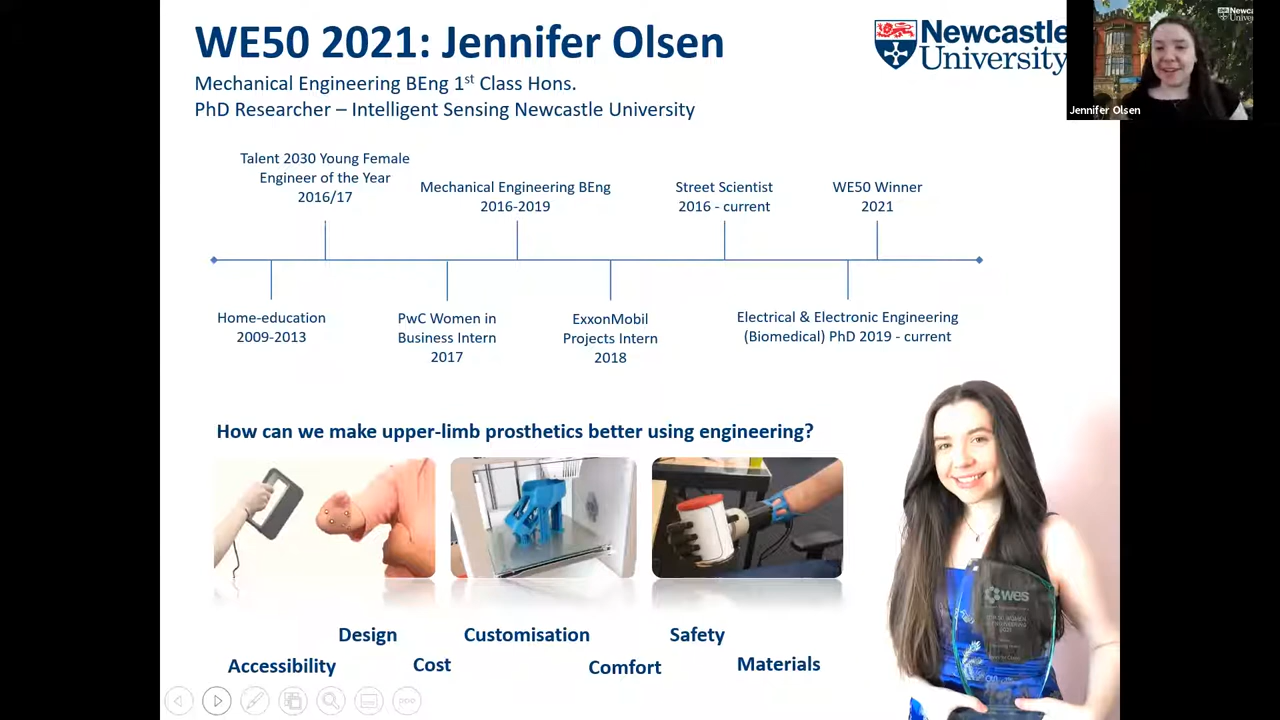 WE50 2021: Jennifer Olsen
Mechanical Engineering BEng 1st Class Hons.
PhD Researcher – Intelligent Sensing Newcastle University
Newcastle
University
Jennifer Olsen
Talent 2030 Young Female
Engineer of the Year
2016/17
Mechanical Engineering BEng
2016-2019
Street Scientist
2016 - current
WE50 Winner
2021
Home-education
2009-2013
PwC Women in
Business Intern
2017
ExxonMobil
Projects Intern
2018
Electrical & Electronic Engineering
(Biomedical) PhD 2019 - current
How can we make upper-limb prosthetics better using engineering?
wes
Design
Customisation
Safety
Accessibility
Cost
Comfort
Materials